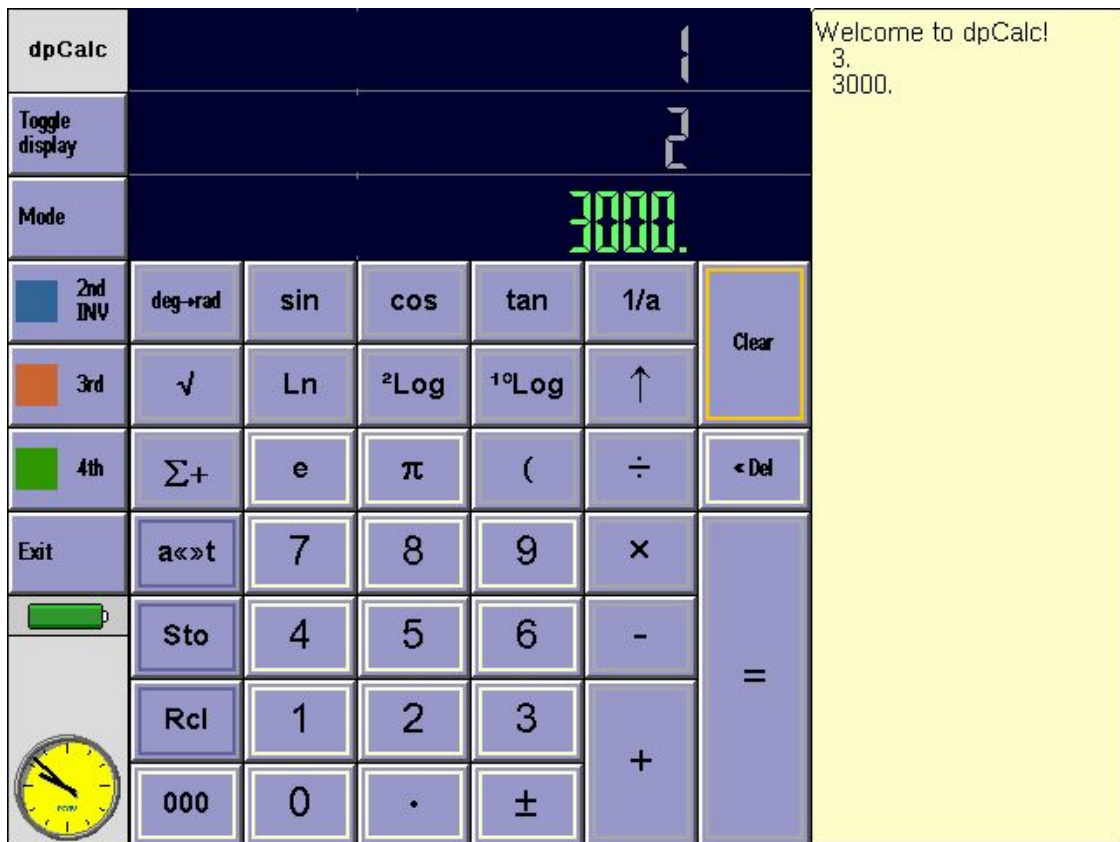 dpCalc
1
Welcome to dpCalc!
3.
3000.
Toggle
display
2
Mode
3000.
2nd
INV
deg→rad
sin
cos
tan
1/a
Clear
3rd
√
Ln
²Log
¹⁰Log
↑
4th
Σ+
e
π
(
÷
« Del
Exit
a«»t
7
8
9
×
Sto
4
5
6
-
=
Rcl
1
2
3
+
000
0
.
±